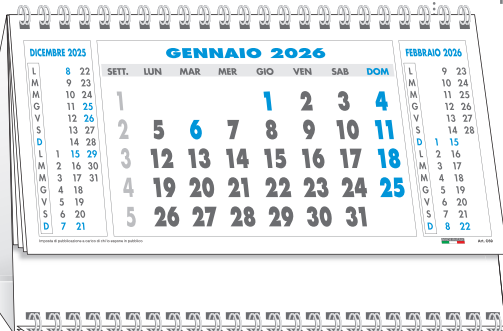 DICEMBRE 2025
L 8 22
M 9 23
M 10 24
G 11 25
V 12 26
S 13 27
D 14 28
L 1 15 29
M 2 16 30
M 3 17 31
G 4 18
V 5 19
S 6 20
D 7 21
GENNAIO 2026
SETT. LUN MAR MER GIO VEN SAB DOM
1 1 2 3 4
2 5 6 7 8 9 10 11
3 12 13 14 15 16 17 18
4 19 20 21 22 23 24 25
5 26 27 28 29 30 31
FEBBRAIO 2026
L 9 23
M 10 24
M 11 25
G 12 26
V 13 27
S 14 28
D 1 15
L 2 16
M 3 17
M 4 18
G 5 19
V 6 20
S 7 21
D 8 22
Imposta di pubblicazione a carico di chi lo espone in pubblico